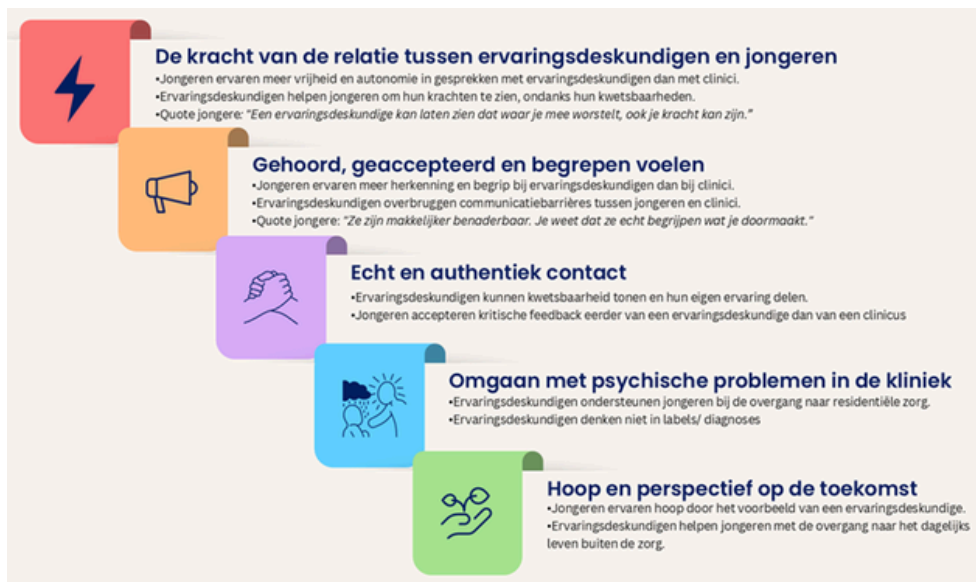 De kracht van de relatie tussen ervaringsdeskundigen en jongeren
•Jongeren ervaren meer vrijheid en autonomie in gesprekken met ervaringsdeskundigen dan met clinici.
•Ervaringsdeskundigen helpen jongeren om hun krachten te zien, ondanks hun kwetsbaarheden.
•Quote jongere: “Een ervaringsdeskundige kan laten zien dat waar je mee worstelt, ook je kracht kan zijn.”
Gehoord, geaccepteerd en begrepen voelen
•Jongeren ervaren meer herkenning en begrip bij ervaringsdeskundigen dan bij clinici.
•Ervaringsdeskundigen overbruggen communicatiebarrières tussen jongeren en clinici.
•Quote jongere: “Ze zijn makkelijker benaderbaar. Je weet dat ze echt begrijpen wat je doormaakt.“
Echt en authentiek contact
•Ervaringsdeskundigen kunnen kwetsbaarheid tonen en hun eigen ervaring delen.
•Jongeren accepteren kritische feedback eerder van een ervaringsdeskundige dan van een clinicus
Omgaan met psychische problemen in de kliniek
•Ervaringsdeskundigen ondersteunen jongeren bij de overgang naar residentiële zorg.
•Ervaringsdeskundigen denken niet in labels/ diagnoses
Hoop en perspectief op de toekomst
•Jongeren ervaren hoop door het voorbeeld van een ervaringsdeskundige.
•Ervaringsdeskundigen helpen jongeren met de overgang naar het dagelijks
leven buiten de zorg.